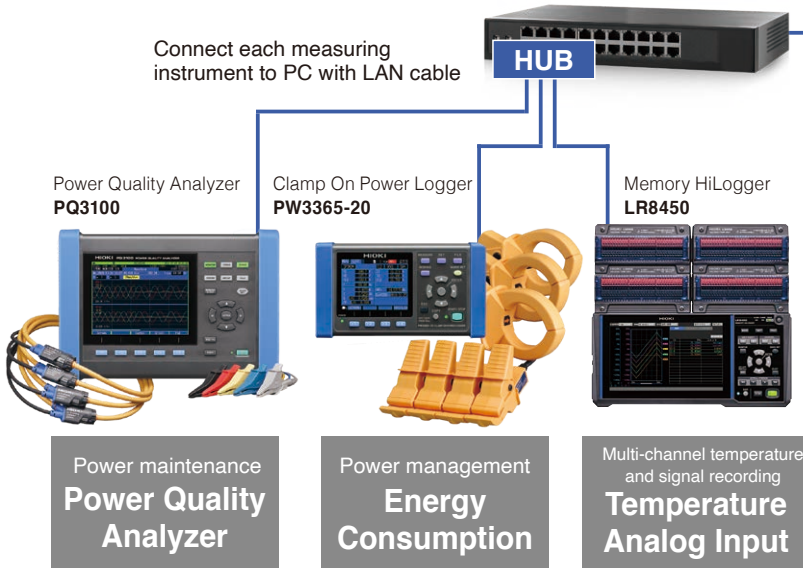 Connect each measuring
instrument to PC with LAN cable
HUB
Power Quality Analyzer
PQ3100
Clamp On Power Logger
PW3365-20
Memory HiLogger
LR8450
HIOKI
HIOKI
HIOKI
Power maintenance
Power Quality
Analyzer
Power management
Energy
Consumption
Multi-channel temperature
and signal recording
Temperature
Analog Input